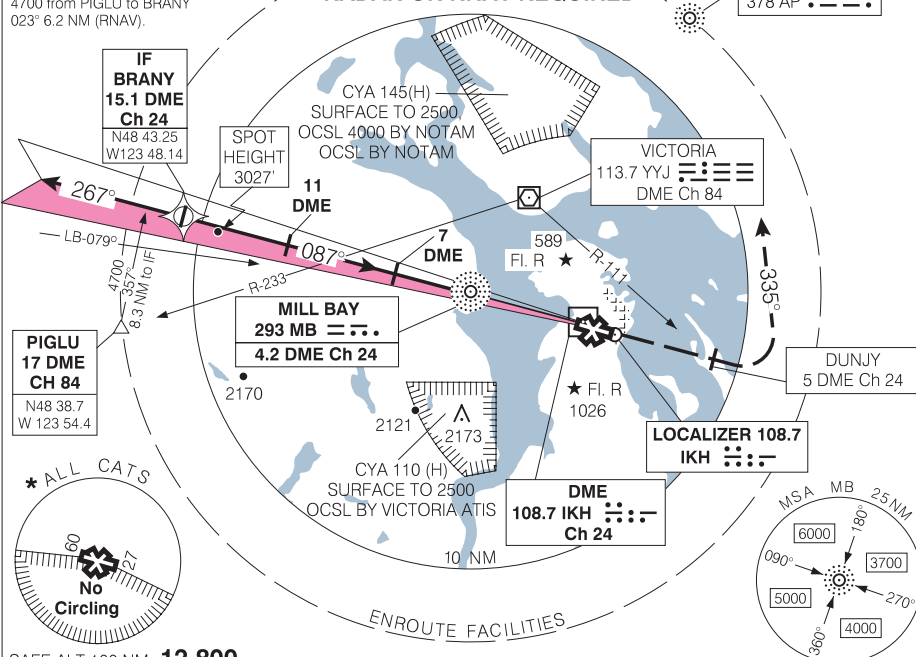 4700 from PIGLU to BRANY
023° 6.2 NM (RNAV).
378 AP
IF
BRANY
15.1 DME
Ch 24
N48 43.25
W123 48.14
SPOT
HEIGHT
3027'
CYA 145(H)
SURFACE TO 2500
OCSL 4000 BY NOTAM
OCSL BY NOTAM
VICTORIA
113.7 YYJ
DME Ch 84
11
DME
267°
087°
7
DME
LB-079°
R-233
R-111
589
Fl. R
335°
4700
357°
8.3 NM to IF
MILL BAY
293 MB
4.2 DME Ch 24
PIGLU
17 DME
CH 84
N48 38.7
W 123 54.4
DUNJY
5 DME Ch 24
2170
2121
2173
Fl. R
1026
CYA 110 (H)
SURFACE TO 2500
OCSL BY VICTORIA ATIS
LOCALIZER 108.7
IKH
DME
108.7 IKH
Ch 24
10 NM
ENROUTE FACILITIES
* ALL CATS
60
27
No
Circling
MSA MB 25NM
180°
6000
090°
3700
5000
270°
4000
360°